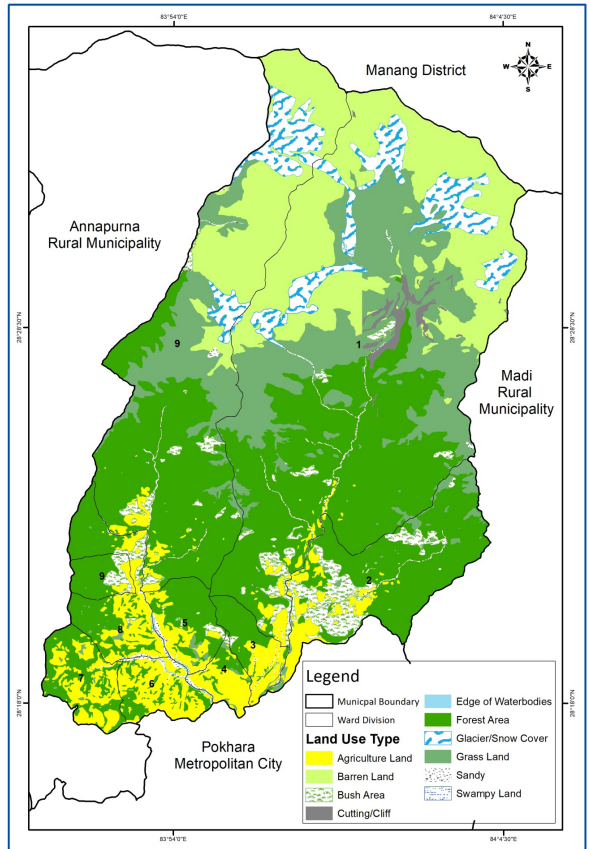 83°54'0"E
84°4'30"E
N
W
E
S
Manang District
Annapurna
Rural Municipality
28°28'30"N
28°28'30"N
9
1
Madi
Rural
Municipality
2
9
8
5
3
4
7
6
28°18'0"N
28°18'0"N
Pokhara
Metropolitan City
Legend
Municpal Boundary
Ward Division
Land Use Type
Agriculture Land
Barren Land
Bush Area
Cutting/Cliff
Edge of Waterbodies
Forest Area
Glacier/Snow Cover
Grass Land
Sandy
Swampy Land
83°54'0"E
84°4'30"E